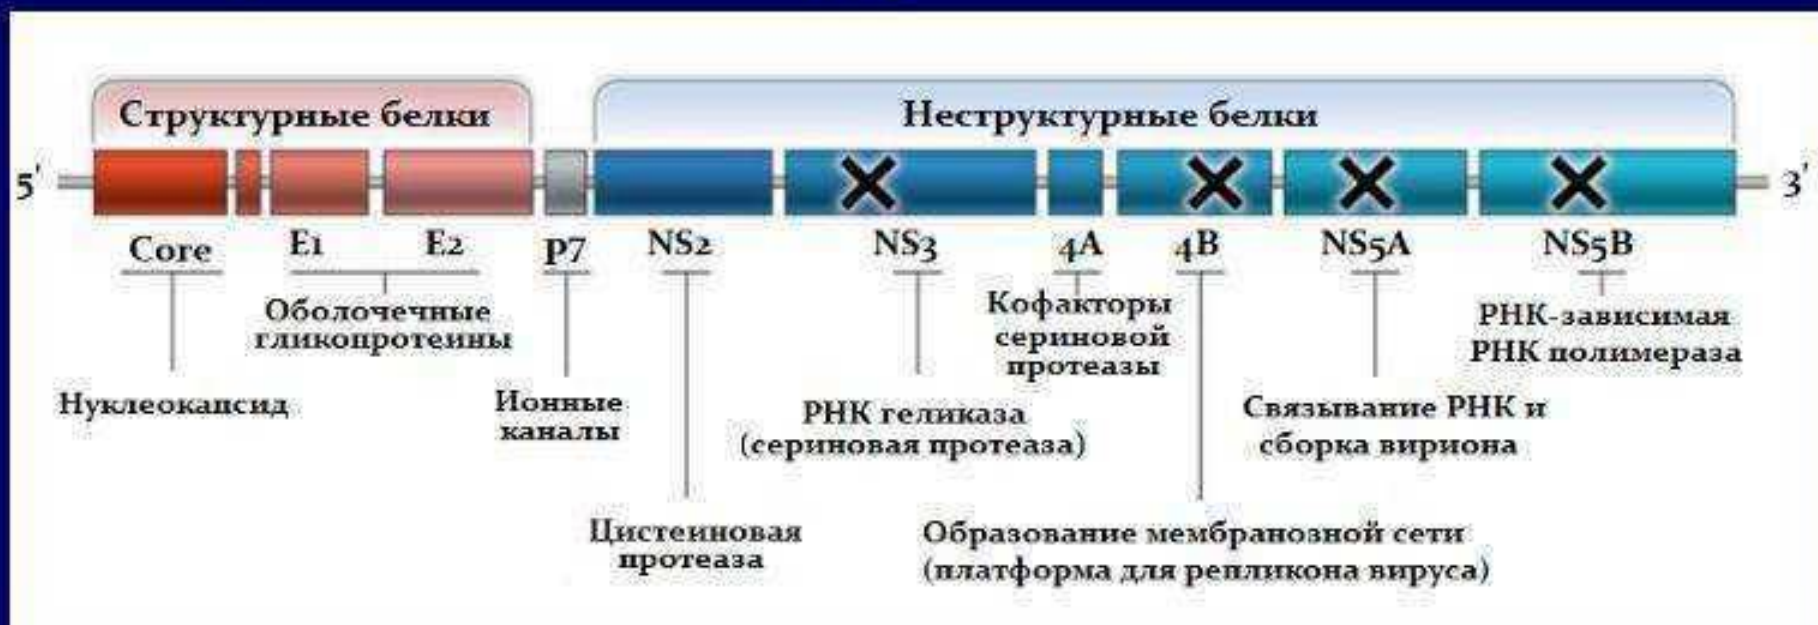 Структурные белки
Неструктурные белки
5'
3'
Core
E1
E2
p7
NS2
NS3
4A
4B
NS5A
NS5B
Оболочечные
гликопротеины
Кофакторы
сериновой
протеазы
РНК-зависимая
РНК полимераза
Нуклеокапсид
Ионные
каналы
РНК геликаза
(сериновая протеаза)
Связывание РНК и
сборка вириона
Цистеиновая
протеаза
Образование мембранозной сети
(платформа для репликона вируса)